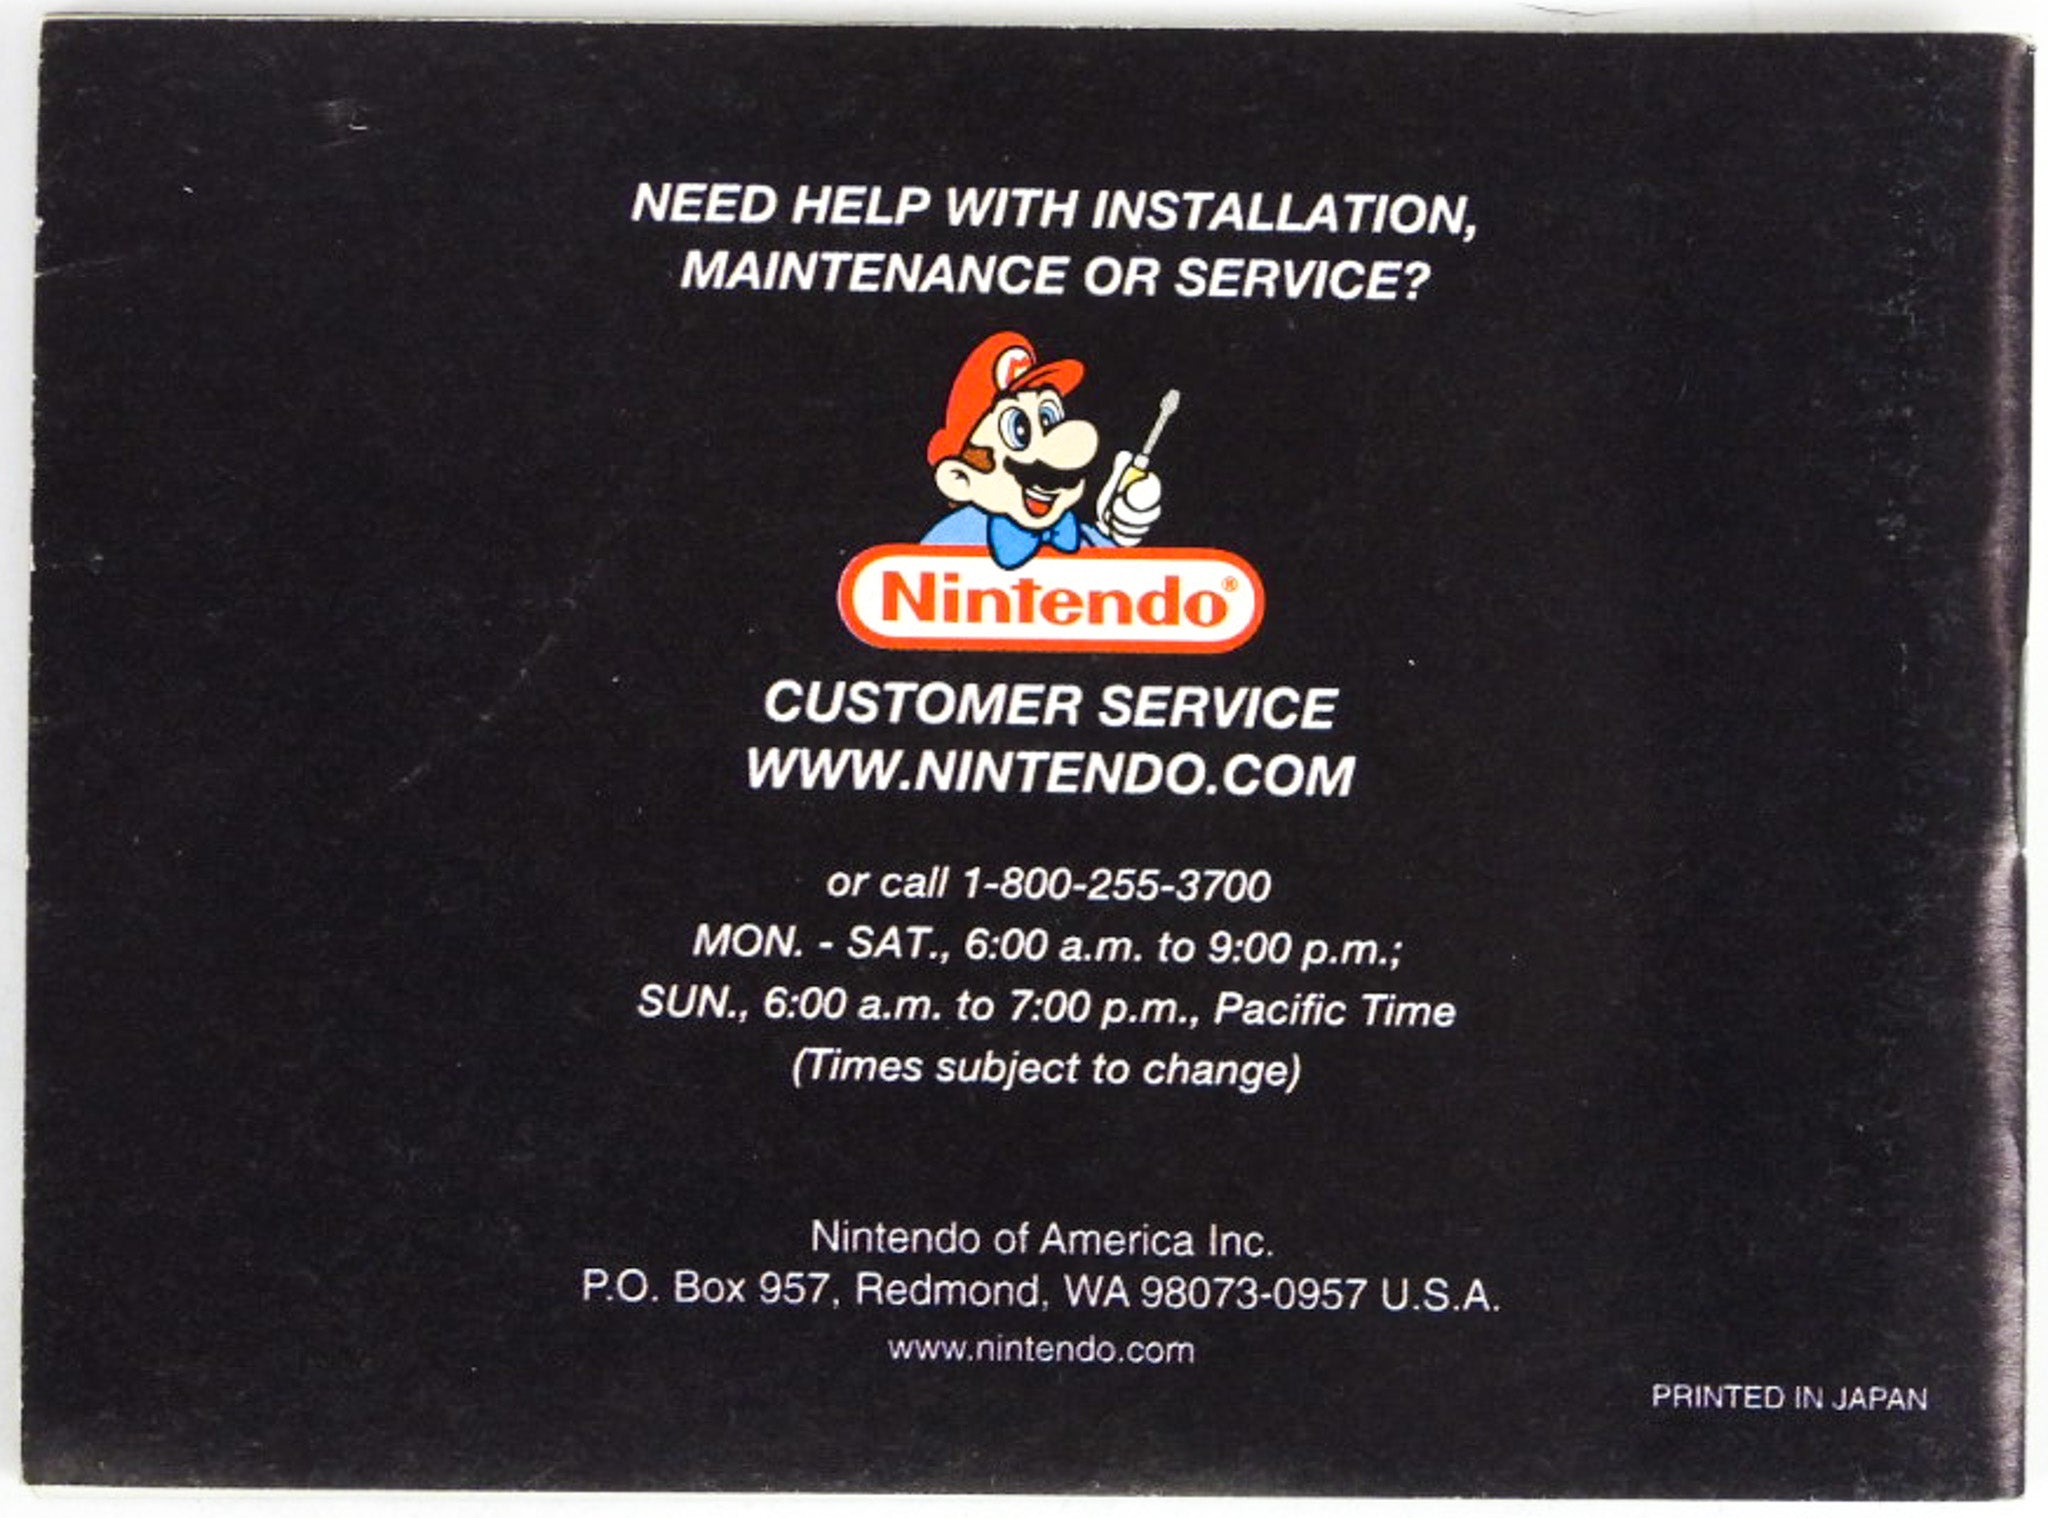 NEED HELP WITH INSTALLATION,
MAINTENANCE OR SERVICE?
M
Nintendo®
CUSTOMER SERVICE
WWW.NINTENDO.COM
or call 1-800-255-3700
MON. - SAT., 6:00 a.m. to 9:00 p.m.;
SUN., 6:00 a.m. to 7:00 p.m., Pacific Time
(Times subject to change)
Nintendo of America Inc.
P.O. Box 957, Redmond, WA 98073-0957 U.S.A.
www.nintendo.com
PRINTED IN JAPAN